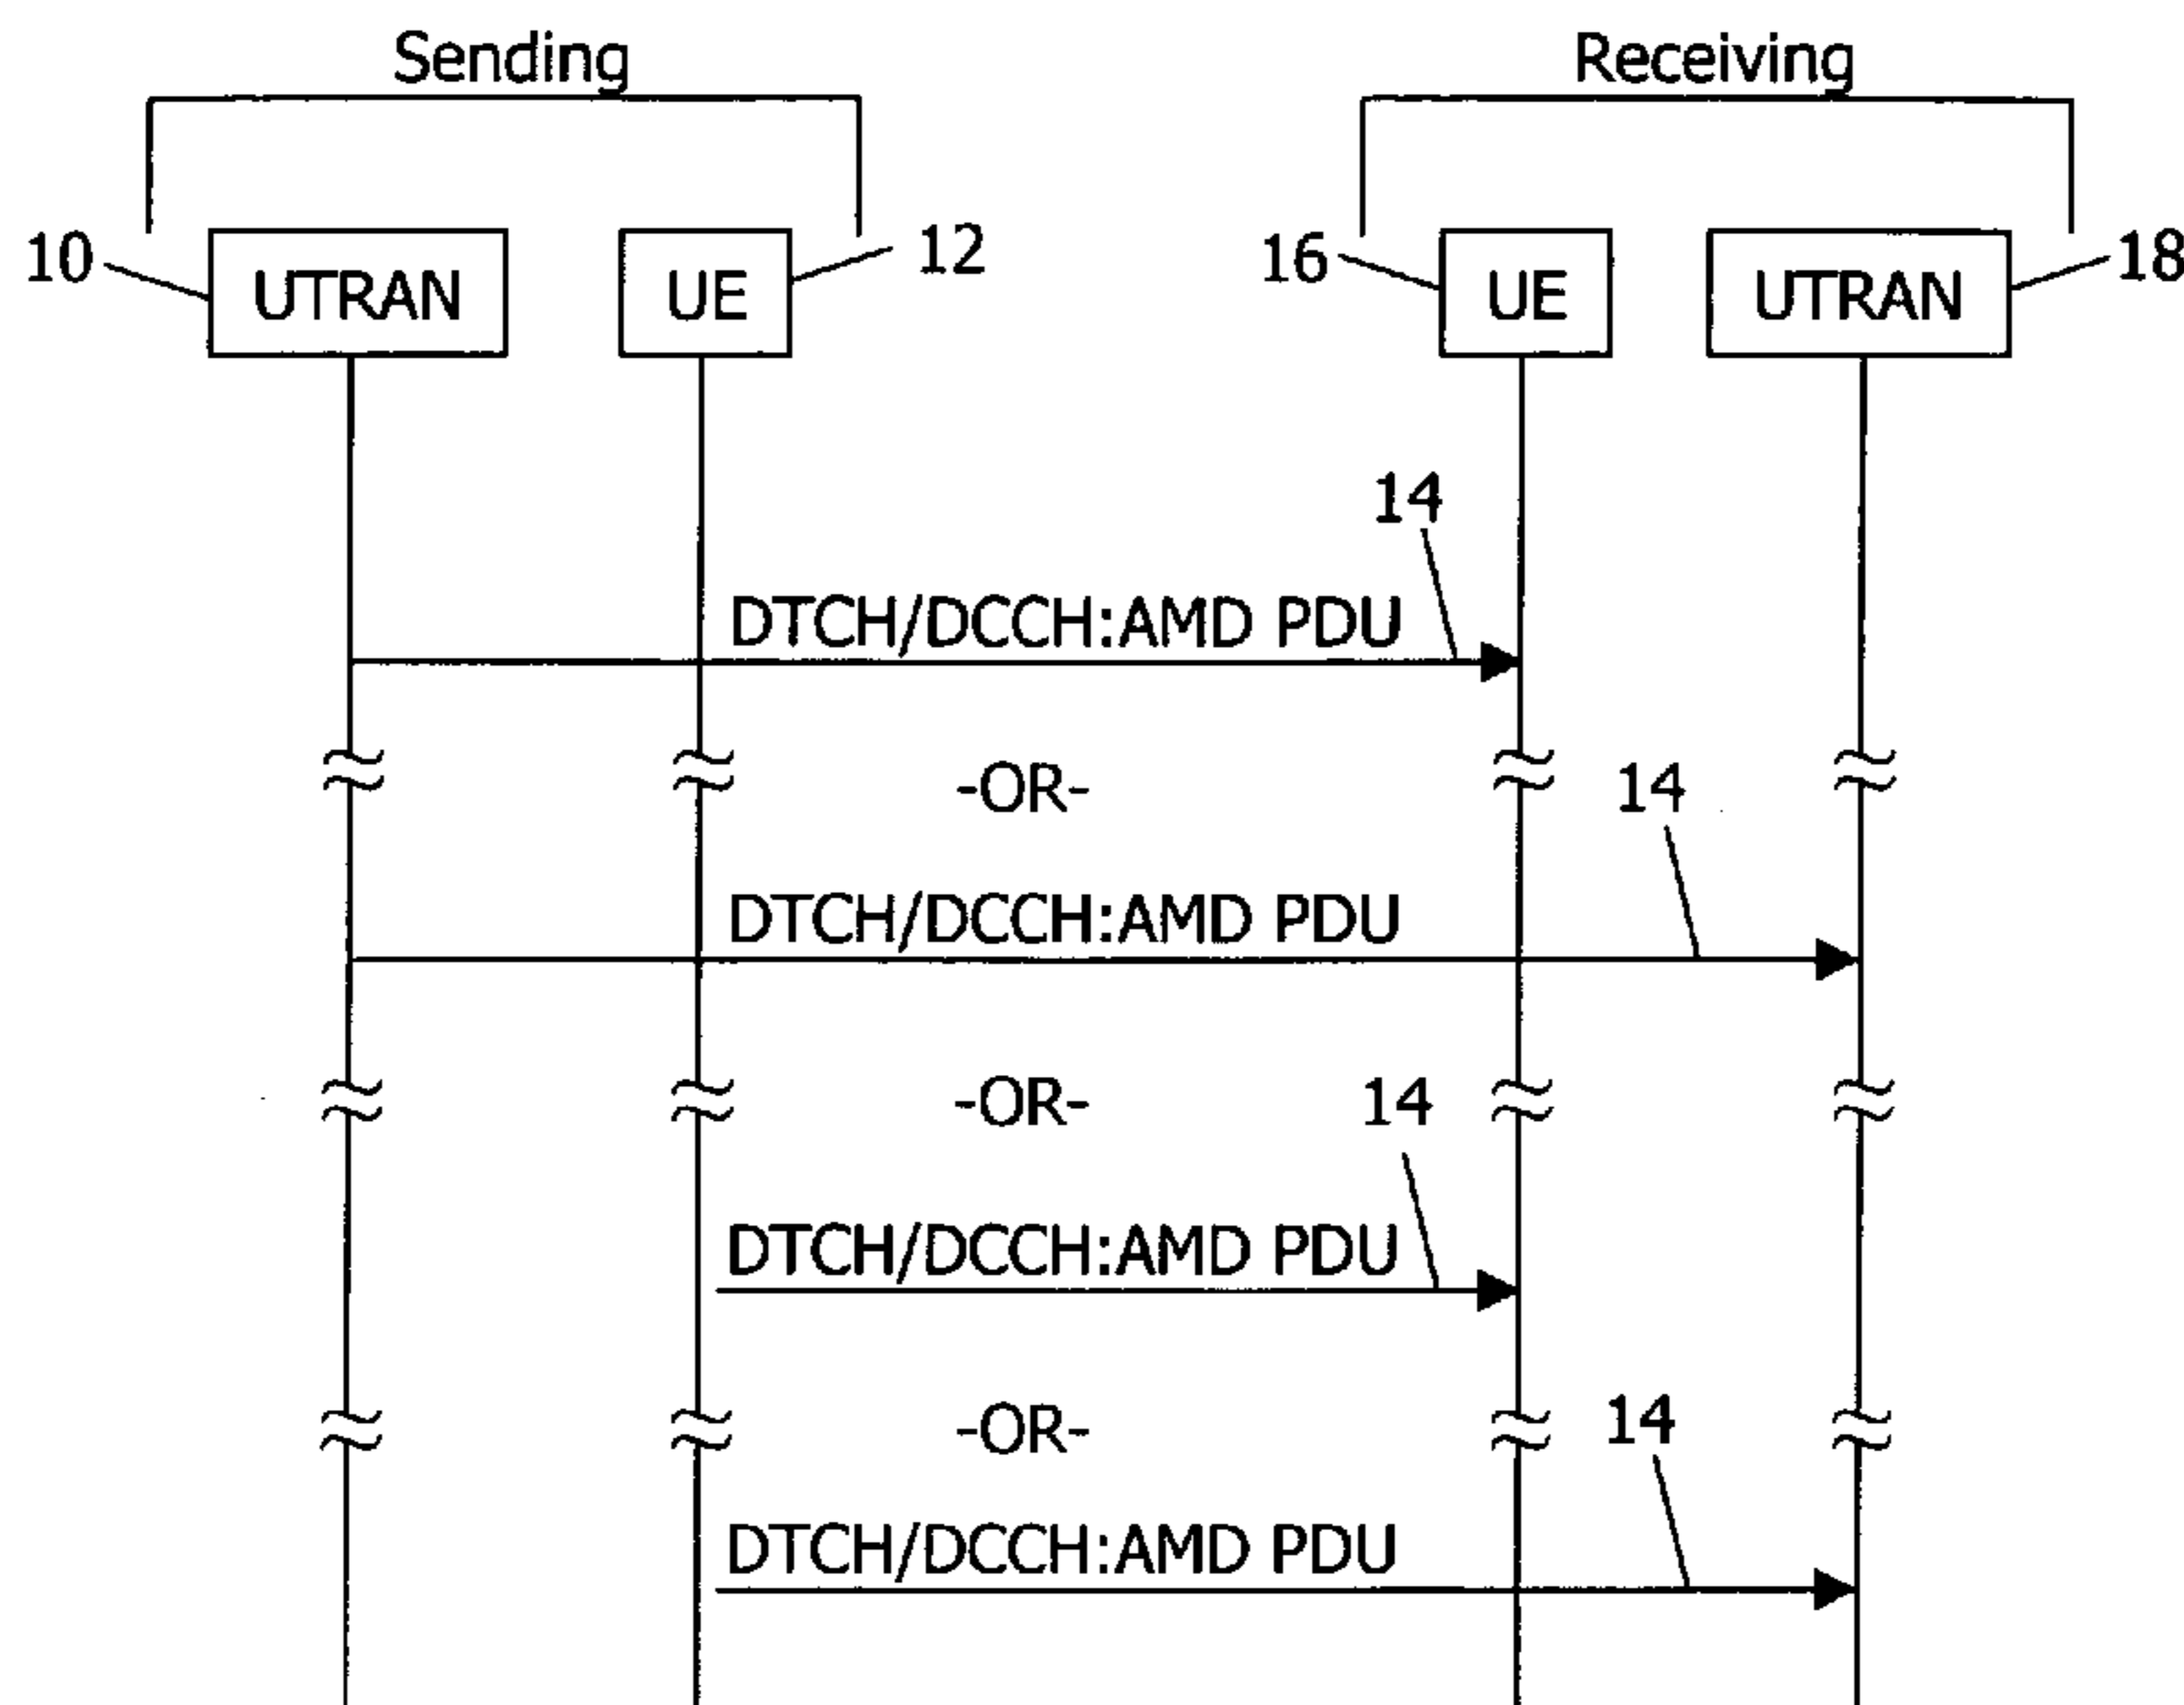 Sending Receiving
10 UTRAN UE 12 16 UE UTRAN 18
14
DTCH/DCCH:AMD PDU
-OR- 14
DTCH/DCCH:AMD PDU
-OR- 14
DTCH/DCCH:AMD PDU
-OR- 14
DTCH/DCCH:AMD PDU